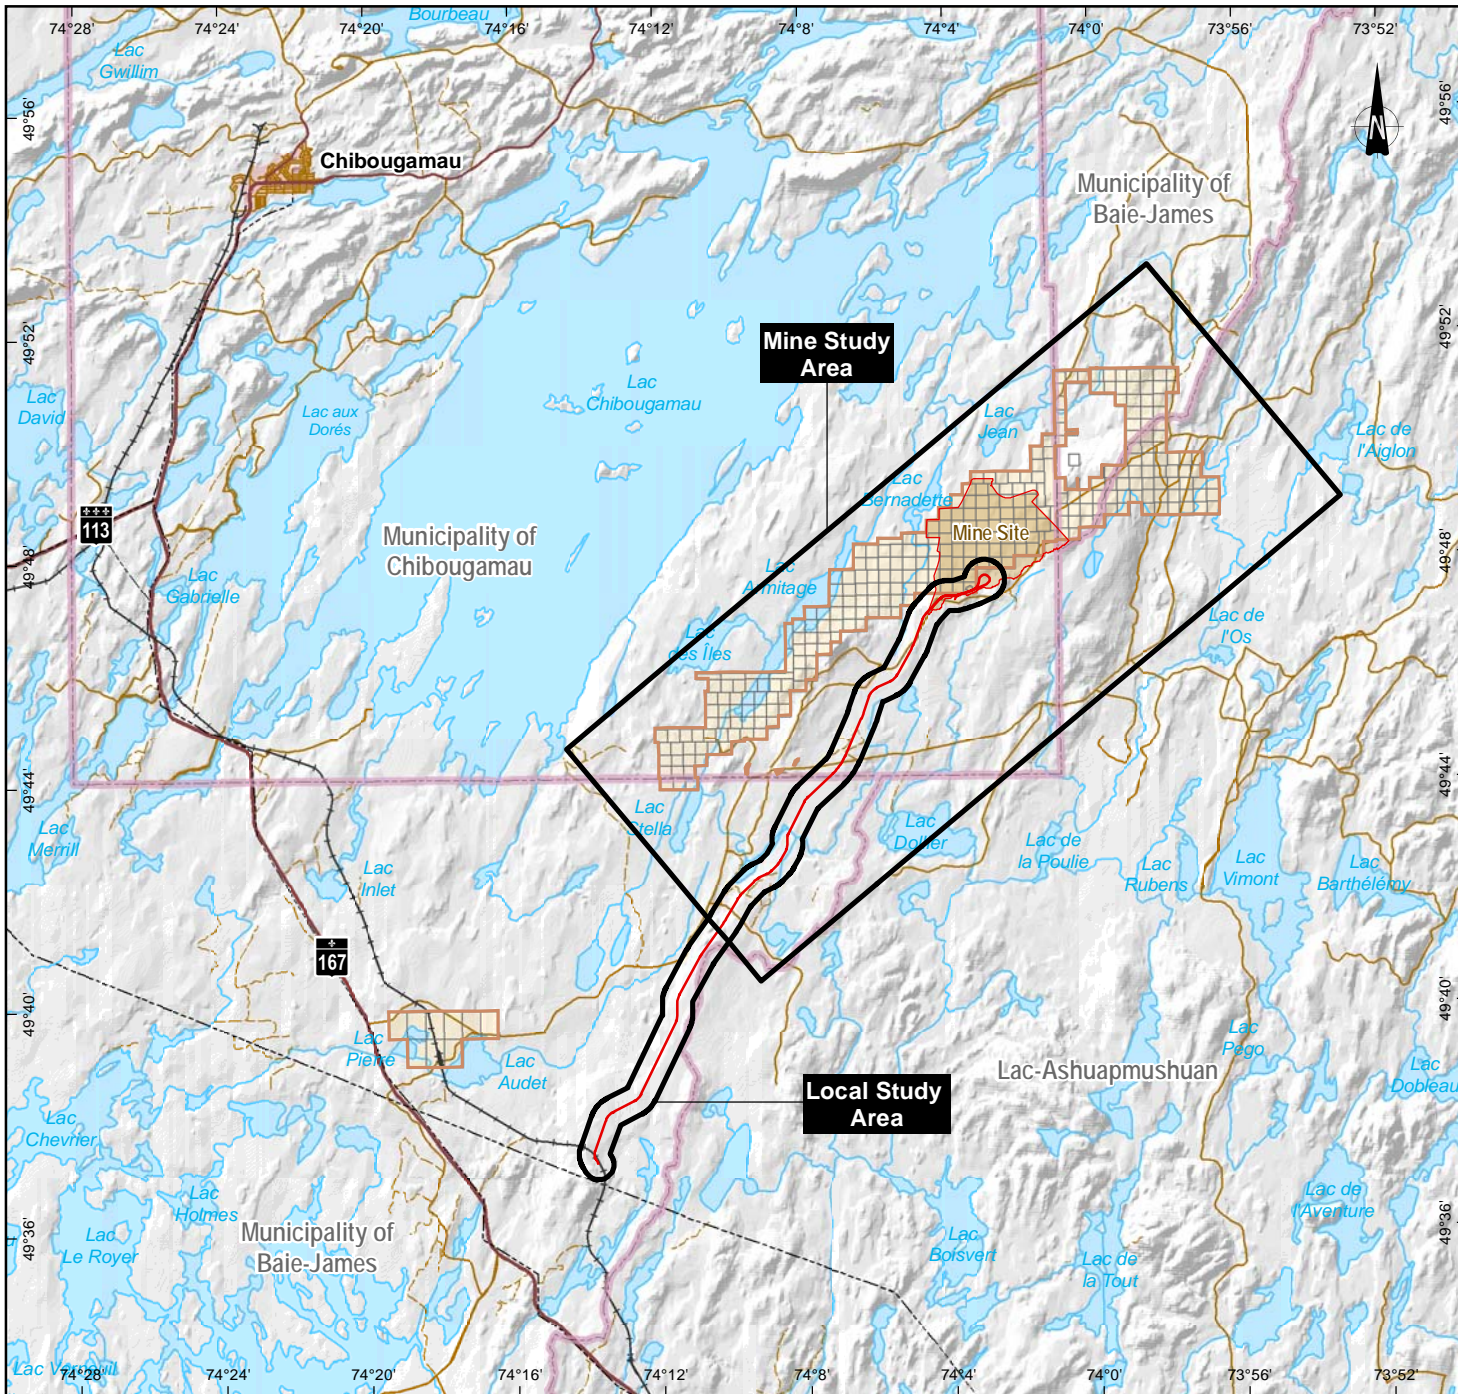 74°28'
74°24'
74°20'
74°16'
74°12'
74°8'
74°4'
74°0'
73°56'
73°52'
Bourbeau
Lac
Gwillim
49°56'
49°56'
N
Chibougamau
Municipality of
Baie-James
49°52'
49°52'
Mine Study
Area
Lac
Chibougamau
Lac
David
Lac aux
Dorés
Lac
Jean
Lac de
l'Aiglon
Lac
Bernadette
113
Municipality of
Chibougamau
Mine Site
49°48'
49°48'
Lac
Gabrielle
Lac
Armitage
Lac
des Îles
Lac de
l'Os
49°44'
49°44'
Lac
Stella
Lac
Merrill
Lac
Dollier
Lac de
la Poulie
Lac
Rubens
Lac
Vimont
Lac
Barthélémy
Lac
Inlet
167
49°40'
49°40'
Lac
Pierre
Lac
Audet
Lac
Pego
Lac-Ashuapmushuan
Lac
Dobleau
Local Study
Area
Lac
Chevrier
Lac
Holmes
Lac de
l'Aventure
49°36'
49°36'
Lac
Le Royer
Municipality of
Baie-James
Lac
Boisvert
Lac de
la Tout
Lac Verneuil
74°28'
74°24'
74°20'
74°16'
74°12'
74°8'
74°4'
74°0'
73°56'
73°52'